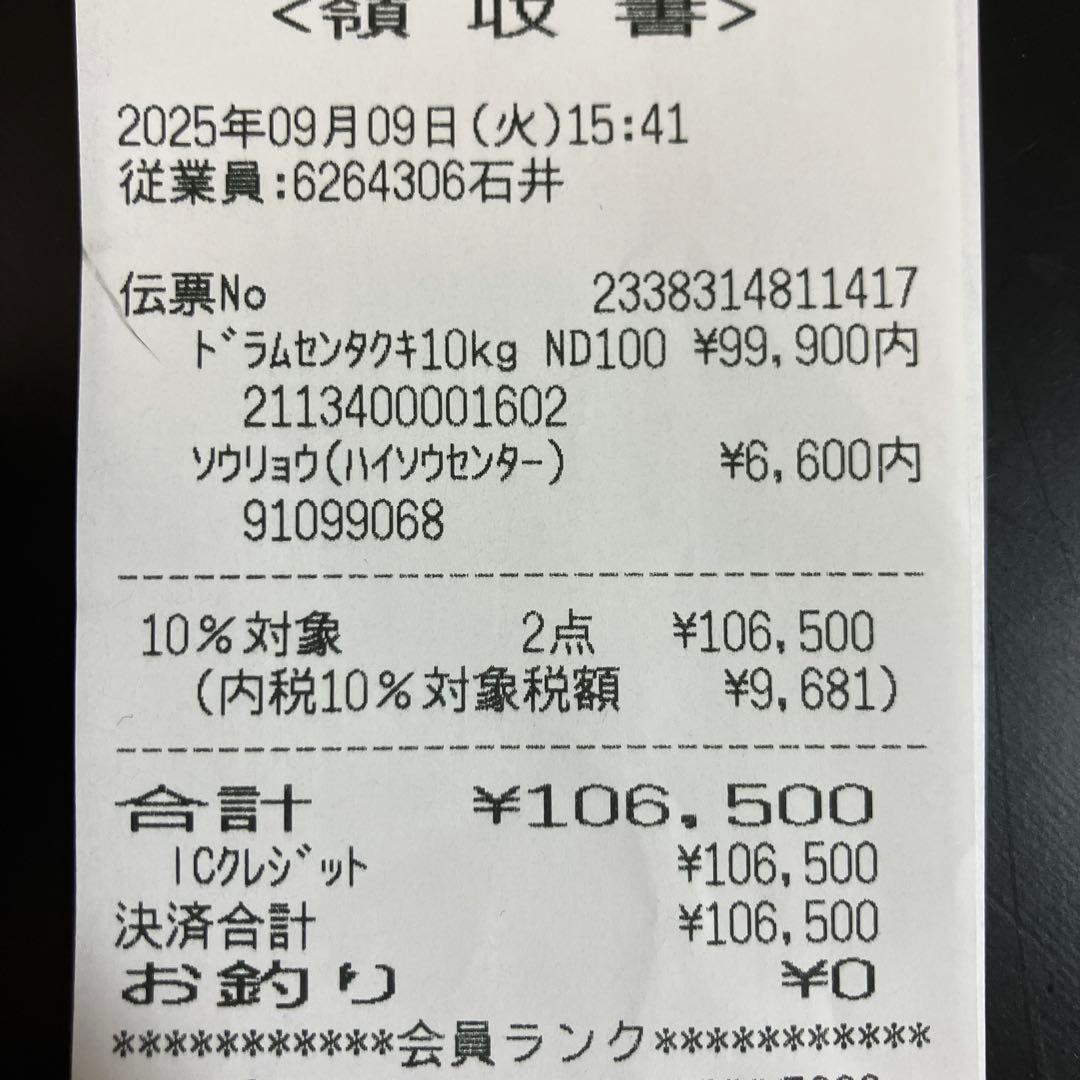 <領収書>
2025年09月09日(火)15:41
従業員:6264306石井
伝票No 2338314811417
ﾄﾞﾗﾑｾﾝﾀｸｷ10kg ND100 ¥99,900内
2113400001602
ｿｳﾘｮｳ(ﾊｲｿｳｾﾝﾀｰ) ¥6,600内
91099068
--------------------------------
10%対象 2点 ¥106,500
(内税10%対象税額 ¥9,681)
--------------------------------
合計 ¥106,500
ICｸﾚｼﾞｯﾄ ¥106,500
決済合計 ¥106,500
お釣り ¥0
***********会員ランク***********